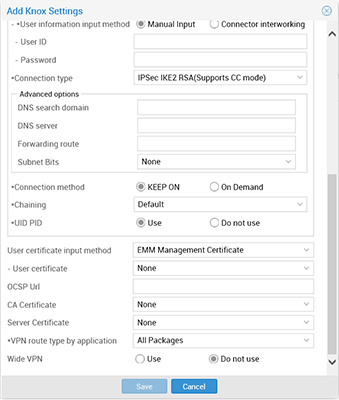 Add Knox Settings
- *User information input method Manual Input Connector interworking
- User ID
- Password
*Connection type IPSec IKE2 RSA(Supports CC mode)
Advanced options
DNS search domain
DNS server
Forwarding route
Subnet Bits None
*Connection method KEEP ON On Demand
*Chaining Default
*UID PID Use Do not use
User certificate input method EMM Management Certificate
- User certificate None
OCSP Url
CA Certificate None
Server Certificate None
*VPN route type by application All Packages
Wide VPN Use Do not use
Save Cancel